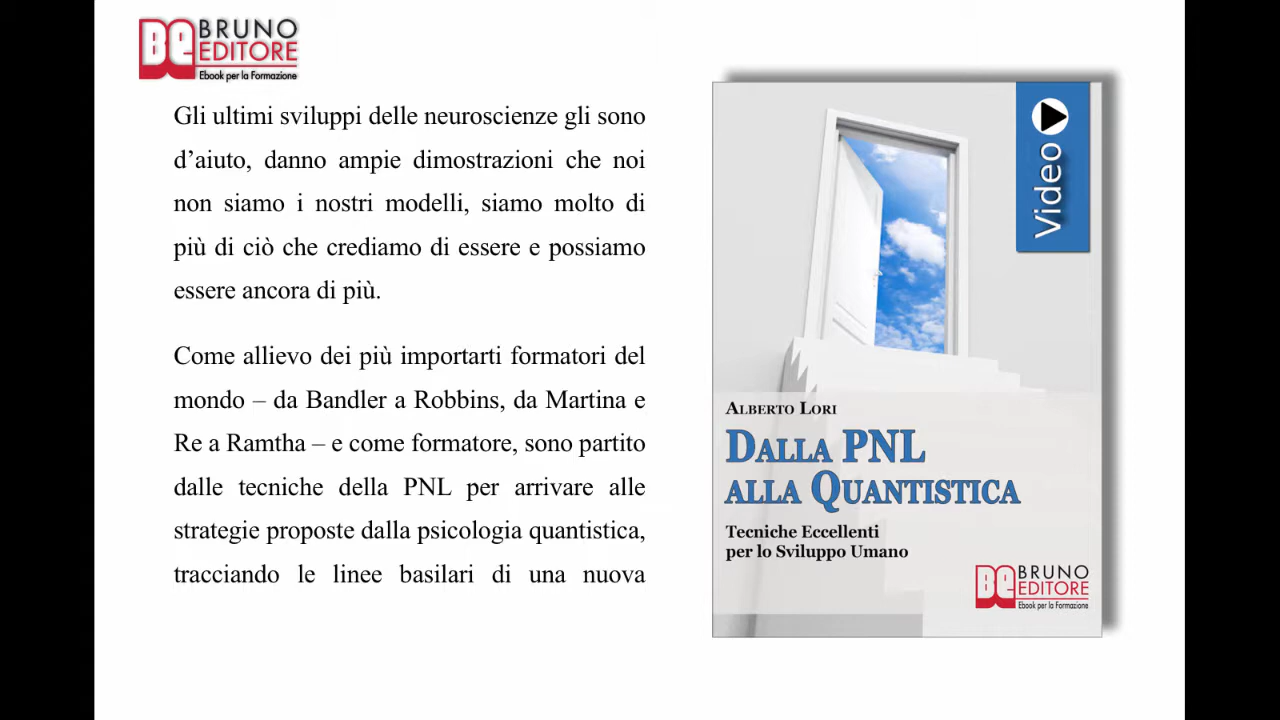 BRUNO
EDITORE
Ebook per la Formazione
Gli ultimi sviluppi delle neuroscienze gli sono
d’aiuto, danno ampie dimostrazioni che noi
non siamo i nostri modelli, siamo molto di
più di ciò che crediamo di essere e possiamo
essere ancora di più.
Come allievo dei più importarti formatori del
mondo – da Bandler a Robbins, da Martina e
Re a Ramtha – e come formatore, sono partito
dalle tecniche della PNL per arrivare alle
strategie proposte dalla psicologia quantistica,
tracciando le linee basilari di una nuova
Video
ALBERTO LORI
DALLA PNL
ALLA QUANTISTICA
Tecniche Eccellenti
per lo Sviluppo Umano
BRUNO
EDITORE
Ebook per la Formazione